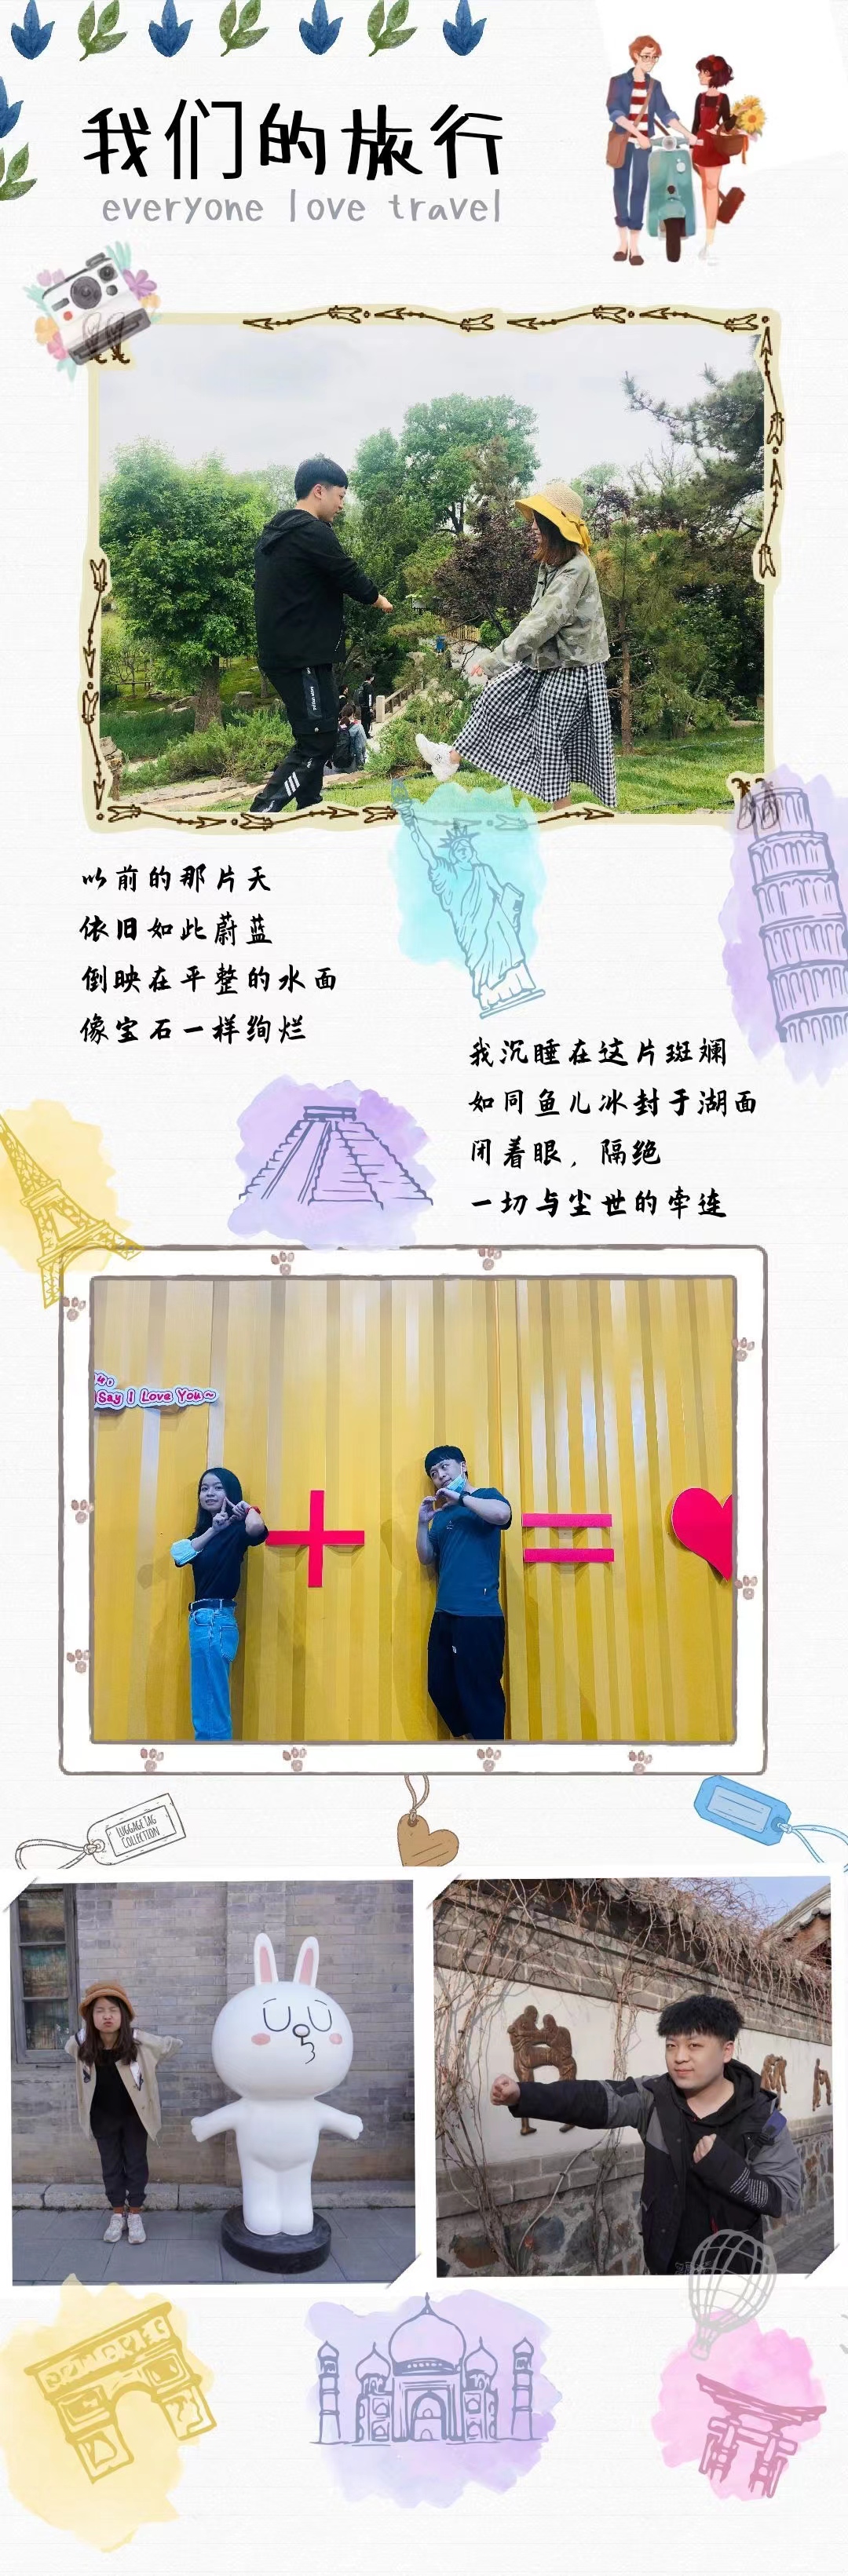 我们的旅行
everyone love travel
以前的那片天
依旧如此蔚蓝
倒映在平整的水面
像宝石一样绚烂
我沉睡在这片斑斓
如同鱼儿冰封于湖面
闭着眼，隔绝
一切与尘世的牵连
u,
Say I Love You~
LUGGAGE TAG
COLLECTION